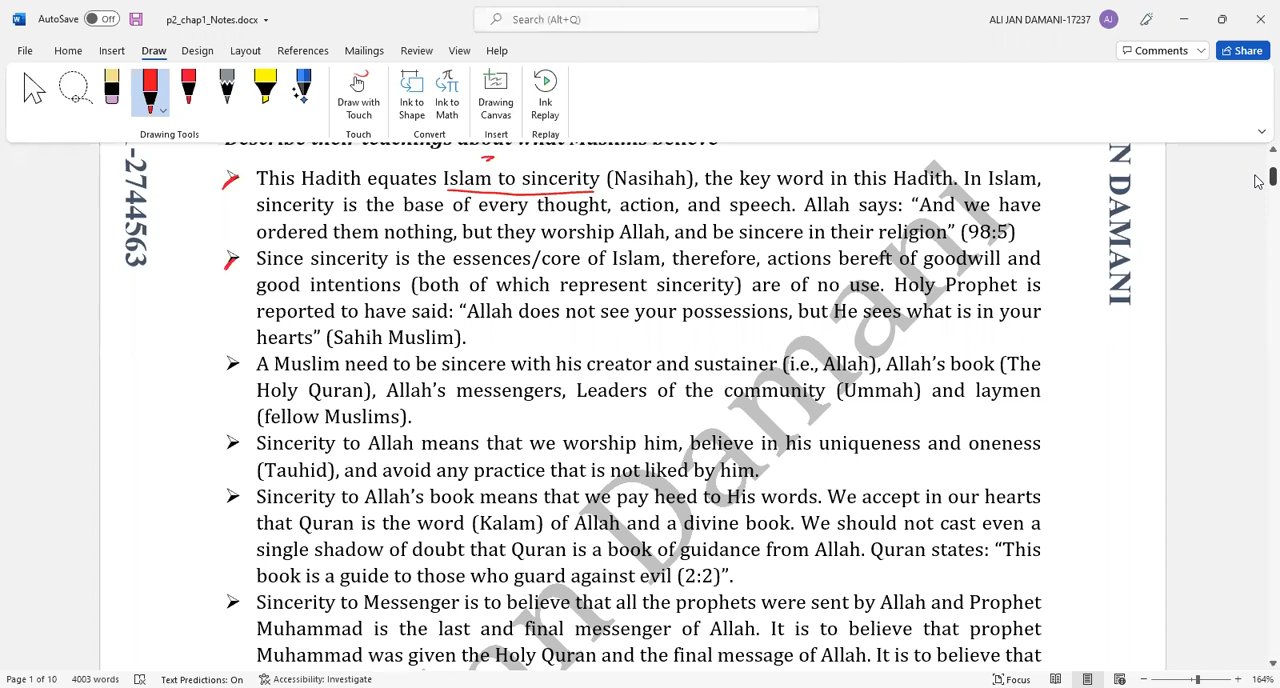 AutoSave Off p2_chap1_Notes.docx Search (Alt+Q) ALI JAN DAMANI-17237 AJ
File Home Insert Draw Design Layout References Mailings Review View Help Comments Share
Draw with Touch Ink to Shape Ink to Math Drawing Canvas Ink Replay
Drawing Tools Touch Convert Insert Replay
Describe their teachings about what Muslims believe
This Hadith equates Islam to sincerity (Nasihah), the key word in this Hadith. In Islam,
sincerity is the base of every thought, action, and speech. Allah says: “And we have
ordered them nothing, but they worship Allah, and be sincere in their religion” (98:5)
Since sincerity is the essences/core of Islam, therefore, actions bereft of goodwill and
good intentions (both of which represent sincerity) are of no use. Holy Prophet is
reported to have said: “Allah does not see your possessions, but He sees what is in your
hearts” (Sahih Muslim).
A Muslim need to be sincere with his creator and sustainer (i.e., Allah), Allah’s book (The
Holy Quran), Allah’s messengers, Leaders of the community (Ummah) and laymen
(fellow Muslims).
Sincerity to Allah means that we worship him, believe in his uniqueness and oneness
(Tauhid), and avoid any practice that is not liked by him.
Sincerity to Allah’s book means that we pay heed to His words. We accept in our hearts
that Quran is the word (Kalam) of Allah and a divine book. We should not cast even a
single shadow of doubt that Quran is a book of guidance from Allah. Quran states: “This
book is a guide to those who guard against evil (2:2)”.
Sincerity to Messenger is to believe that all the prophets were sent by Allah and Prophet
Muhammad is the last and final messenger of Allah. It is to believe that prophet
Muhammad was given the Holy Quran and the final message of Allah. It is to believe that
-2744563
N DAMANI
an Damani
Page 1 of 10 4003 words Text Predictions: On Accessibility: Investigate Focus 164%